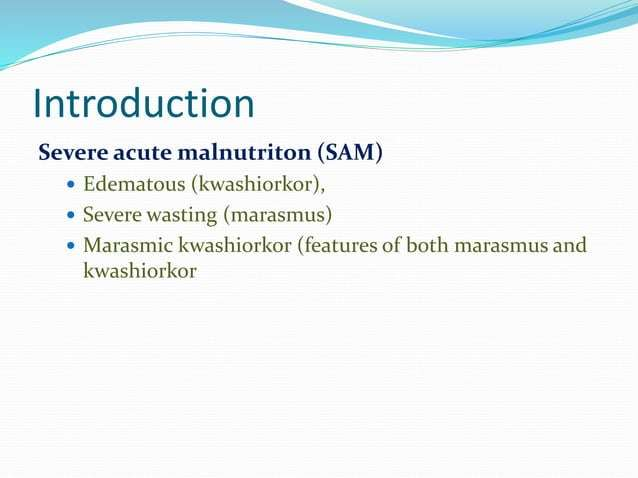 Introduction
Severe acute malnutriton (SAM)
• Edematous (kwashiorkor),
• Severe wasting (marasmus)
• Marasmic kwashiorkor (features of both marasmus and
kwashiorkor